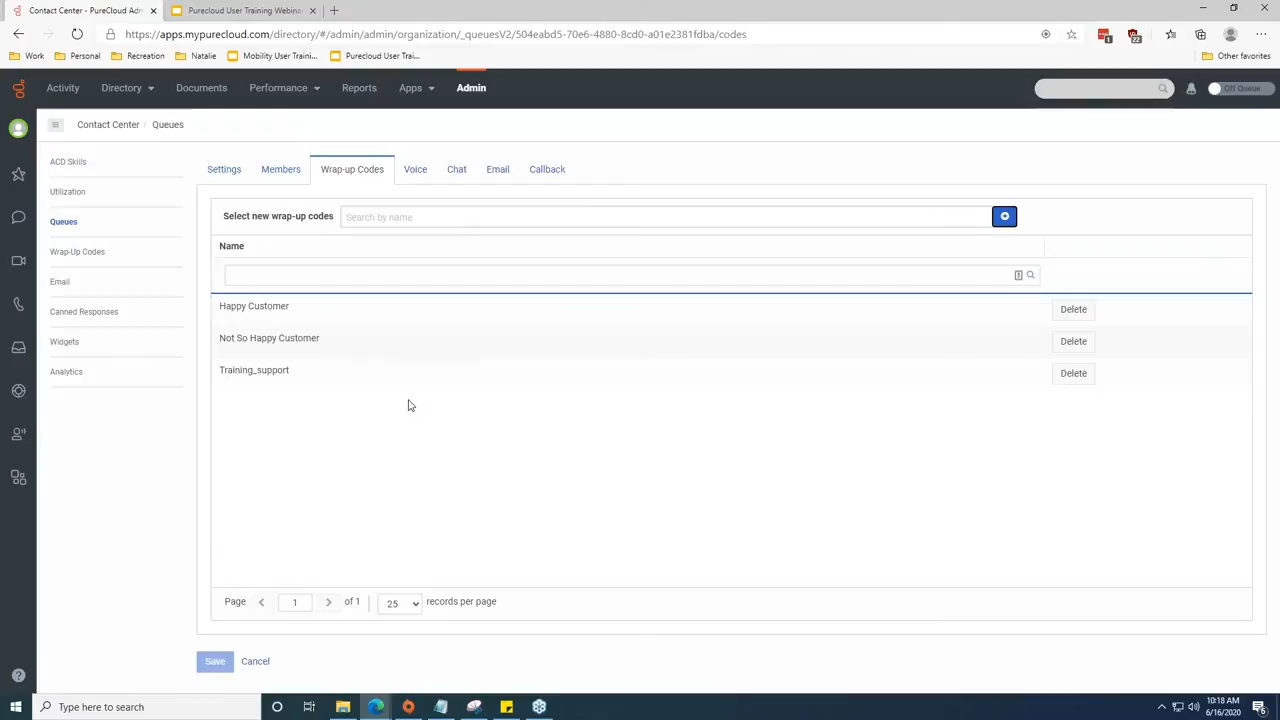 Contact Center - PureCloud Adm
Purecloud User Training Webina
https://apps.mypurecloud.com/directory/#/admin/admin/organization/_queuesV2/504eabd5-70e6-4880-8cd0-a01e2381fdba/codes
1
22
Work
Personal
Recreation
Natalie
Mobility User Traini...
Purecloud User Trai...
Other favorites
Activity
Directory
Documents
Performance
Reports
Apps
Admin
Off Queue
Contact Center / Queues
ACD Skills
Utilization
Queues
Wrap-Up Codes
Email
Canned Responses
Widgets
Analytics
Settings
Members
Wrap-up Codes
Voice
Chat
Email
Callback
Select new wrap-up codes
Search by name
Name
Happy Customer
Delete
Not So Happy Customer
Delete
Training_support
Delete
Page
1
of 1
25
records per page
Save
Cancel
Type here to search
10:18 AM
6/16/2020